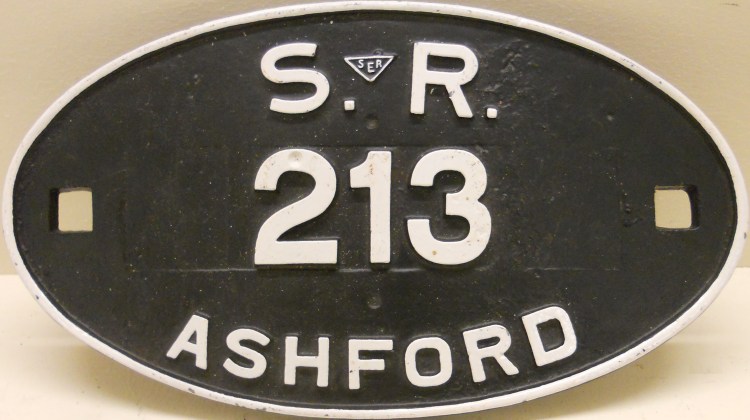 S. SER R.
213
ASHFORD